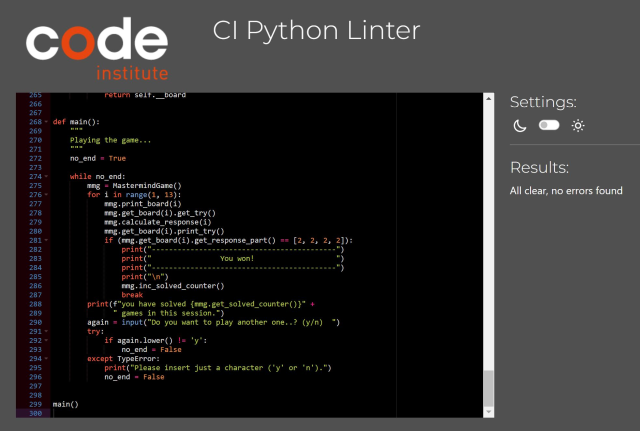 code
institute
CI Python Linter
265             return self.__board
266
267
268 def main():
269     """
270     Playing the game...
271     """
272     no_end = True
273
274     while no_end:
275         mmg = MastermindGame()
276         for i in range(1, 13):
277             mmg.print_board(i)
278             mmg.get_board(i).get_try()
279             mmg.calculate_response(i)
280             mmg.get_board(i).print_try()
281             if (mmg.get_board(i).get_response_part() == [2, 2, 2, 2]):
282                 print("--------------------------------------------")
283                 print("                You won!                    ")
284                 print("--------------------------------------------")
285                 print("\n")
286                 mmg.inc_solved_counter()
287                 break
288         print(f"you have solved {mmg.get_solved_counter()}" +
289               " games in this session.")
290         again = input("Do you want to play another one..? (y/n)  ")
291         try:
292             if again.lower() != 'y':
293                 no_end = False
294         except TypeError:
295             print("Please insert just a character ('y' or 'n').")
296             no_end = False
297
298
299 main()
300
Settings:
Results:
All clear, no errors found